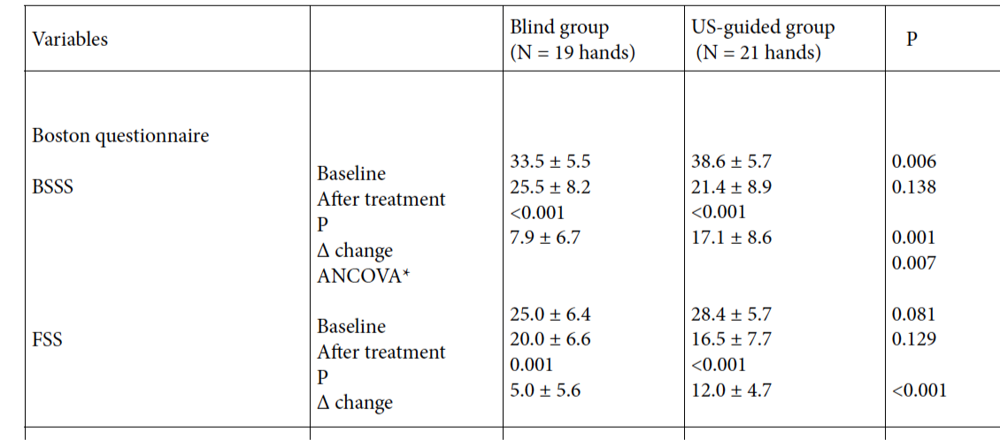 Variables Blind group (N = 19 hands) US-guided group (N = 21 hands) P
Boston questionnaire
BSSS
Baseline 33.5 ± 5.5 38.6 ± 5.7 0.006
After treatment 25.5 ± 8.2 21.4 ± 8.9 0.138
P <0.001 <0.001
Δ change 7.9 ± 6.7 17.1 ± 8.6 0.001
ANCOVA* 0.007
FSS
Baseline 25.0 ± 6.4 28.4 ± 5.7 0.081
After treatment 20.0 ± 6.6 16.5 ± 7.7 0.129
P 0.001 <0.001
Δ change 5.0 ± 5.6 12.0 ± 4.7 <0.001